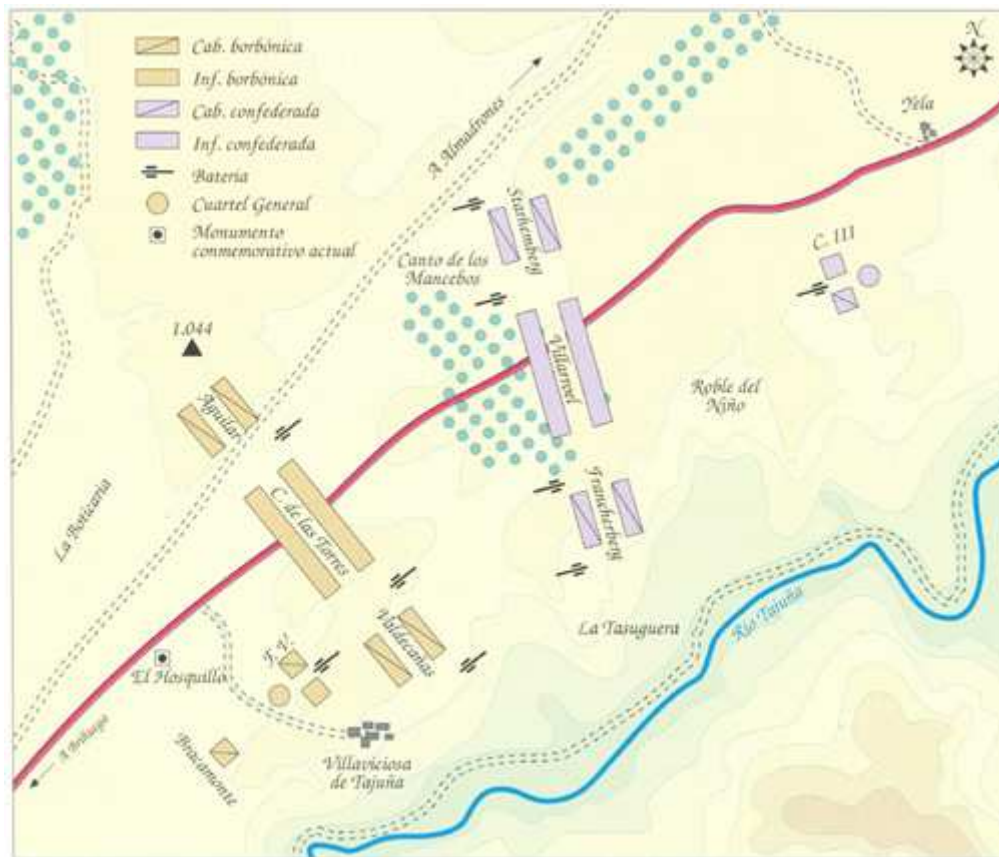 Cab. borbónica
Inf. borbónica
Cab. confederada
Inf. confederada
Batería
Cuartel General
Monumento
conmemorativo actual
A Almadrones
N
Yela
Starhemberg
C. III
Canto de los
Mancebos
1.044
Villarroel
Roble del
Niño
Aguilar
La Boticaria
C. de las Torres
Francherberg
Río Tajuña
La Tasuguera
Valdecañas
F. V
El Hosquillo
A Brihuega
Bracamonte
Villaviciosa
de Tajuña